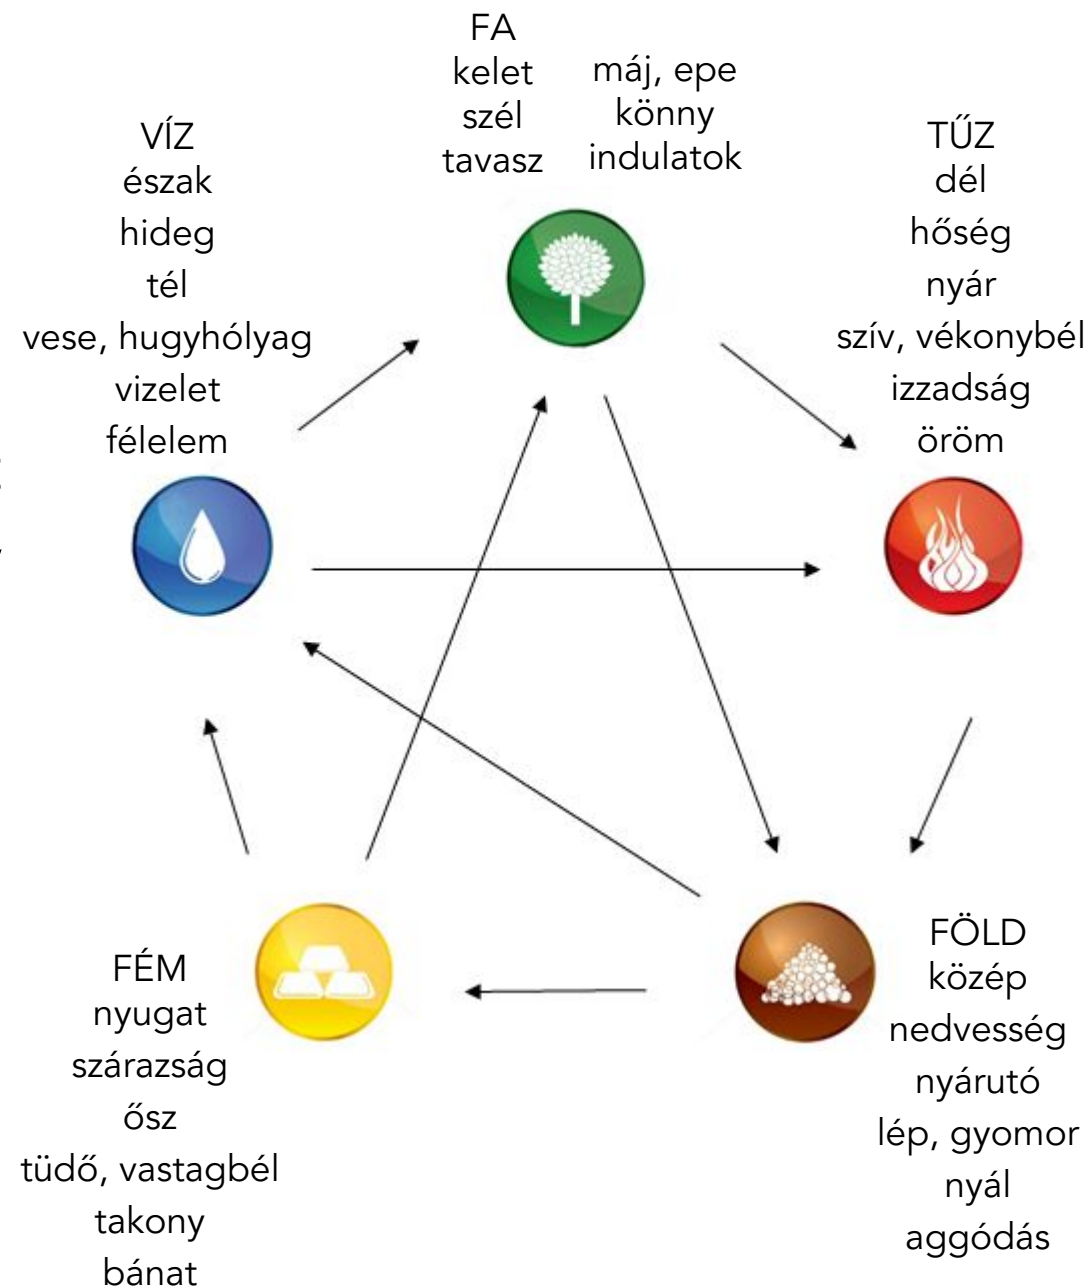 FA
kelet
szél
tavasz
máj, epe
könny
indulatok
VÍZ
észak
hideg
tél
vese, hugyhólyag
vizelet
félelem
TŰZ
dél
hőség
nyár
szív, vékonybél
izzadság
öröm
FÉM
nyugat
szárazság
ősz
tüdő, vastagbél
takony
bánat
FÖLD
közép
nedvesség
nyárutó
lép, gyomor
nyál
aggódás